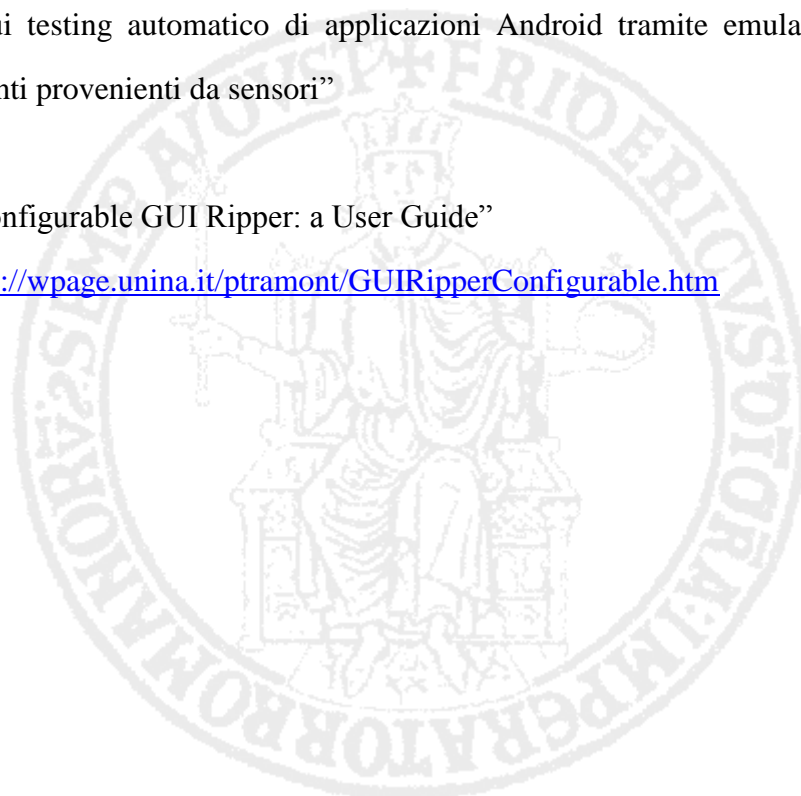 ui testing automatico di applicazioni Android tramite emula
nti provenienti da sensori”
onfigurable GUI Ripper: a User Guide”
://wpage.unina.it/ptramont/GUIRipperConfigurable.htm